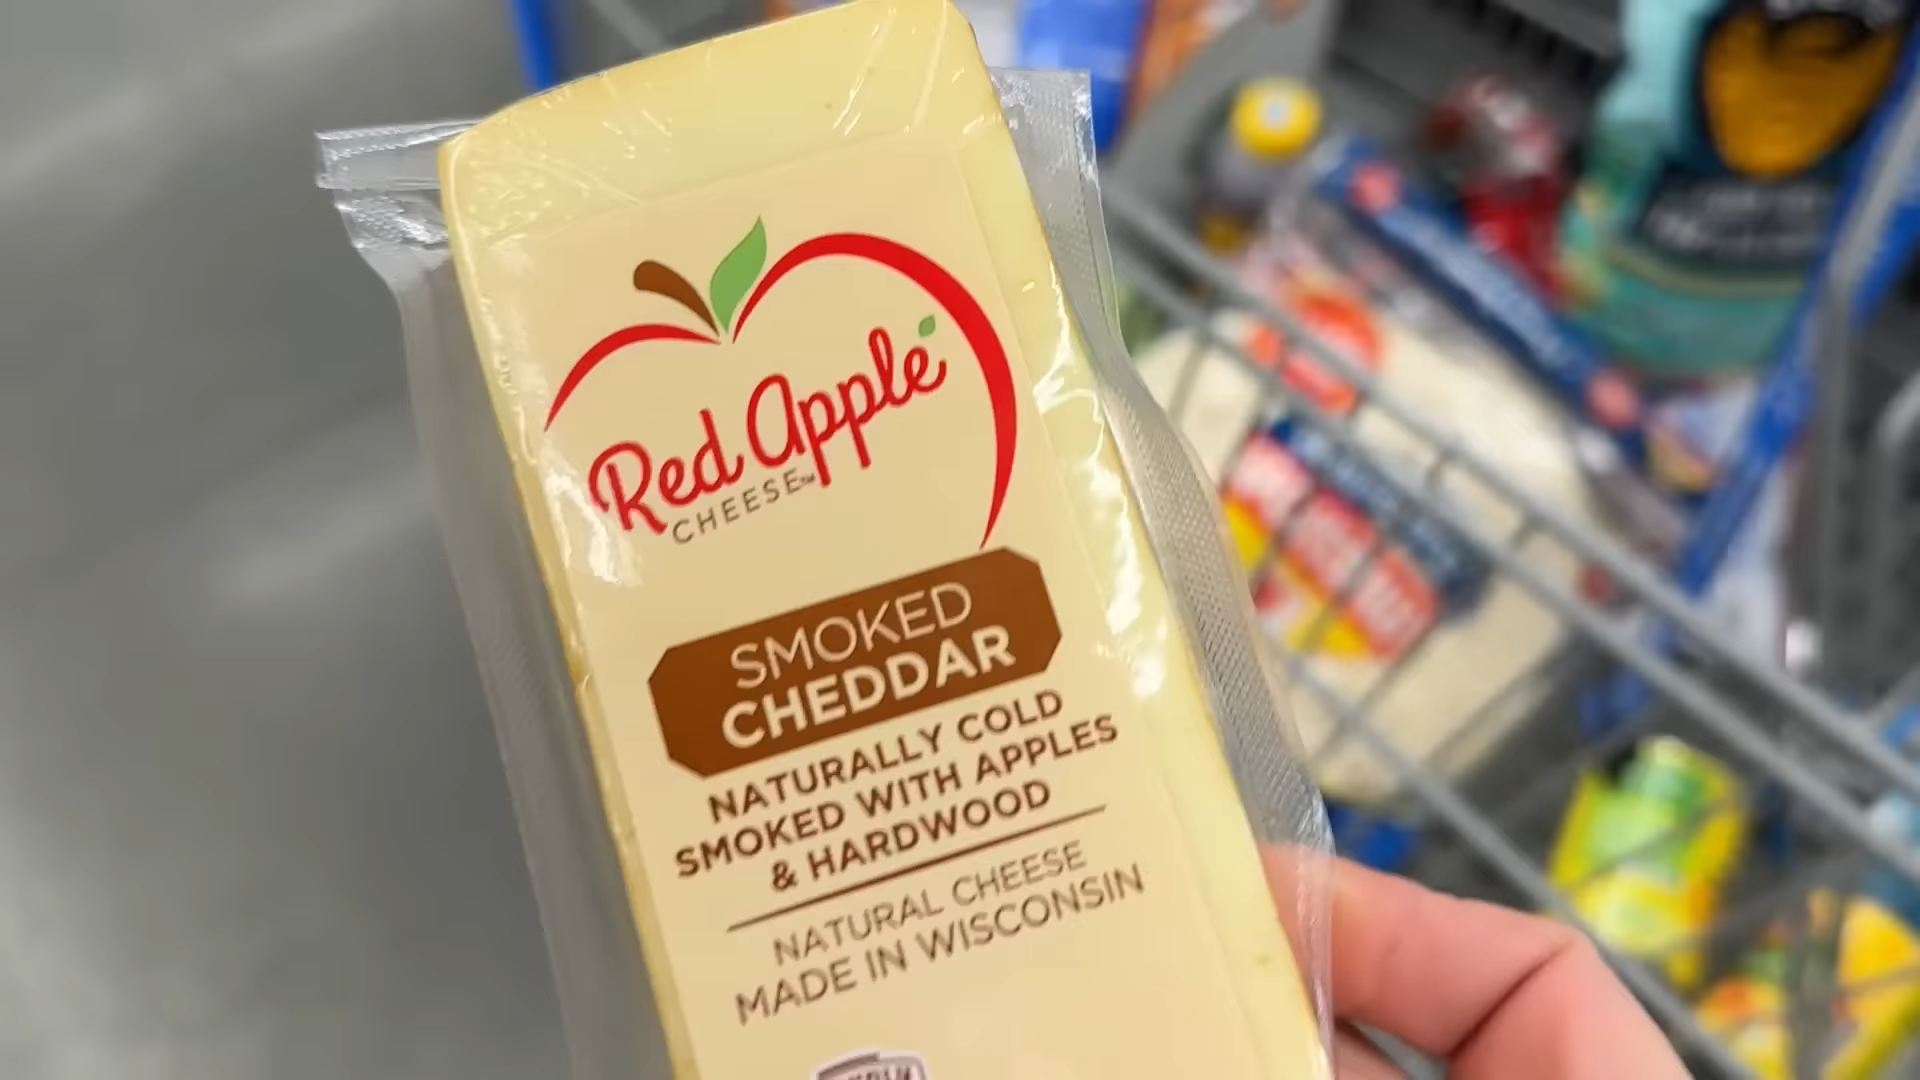 Red Apple
CHEESE™
SMOKED
CHEDDAR
NATURALLY COLD
SMOKED WITH APPLES
& HARDWOOD
NATURAL CHEESE
MADE IN WISCONSIN